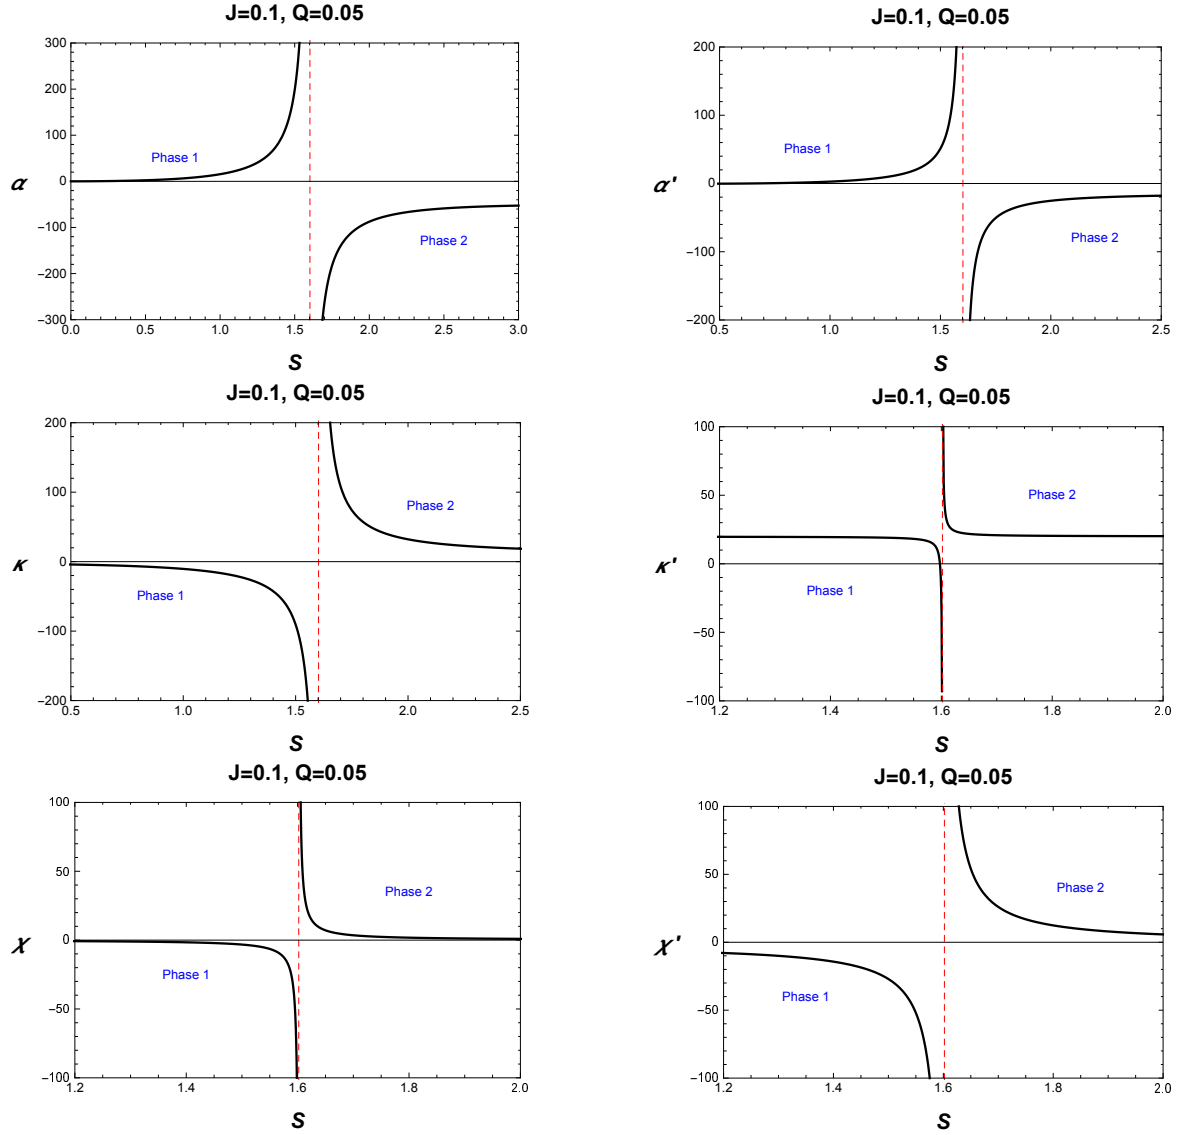 J=0.1, Q=0.05
300
200
100
0
−100
−200
−300
α
Phase 1
Phase 2
0.0 0.5 1.0 1.5 2.0 2.5 3.0
S
J=0.1, Q=0.05
200
100
0
−100
−200
α'
Phase 1
Phase 2
0.5 1.0 1.5 2.0 2.5
S
J=0.1, Q=0.05
200
100
0
−100
−200
κ
Phase 2
Phase 1
0.5 1.0 1.5 2.0 2.5
S
J=0.1, Q=0.05
100
50
0
−50
−100
κ'
Phase 2
Phase 1
1.2 1.4 1.6 1.8 2.0
S
J=0.1, Q=0.05
100
50
0
−50
−100
χ
Phase 2
Phase 1
1.2 1.4 1.6 1.8 2.0
S
J=0.1, Q=0.05
100
50
0
−50
−100
χ'
Phase 2
Phase 1
1.2 1.4 1.6 1.8 2.0
S